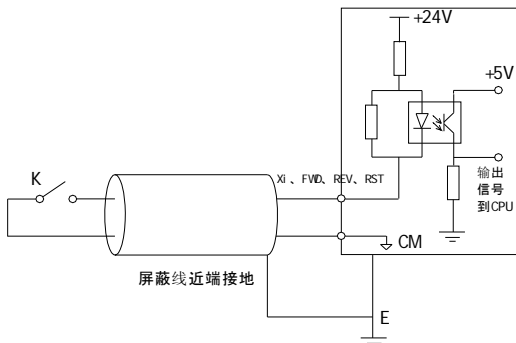 +24V
+5V
K
Xi、FWD、REV、RST
输出
信号
到CPU
CM
屏蔽线近端接地
E